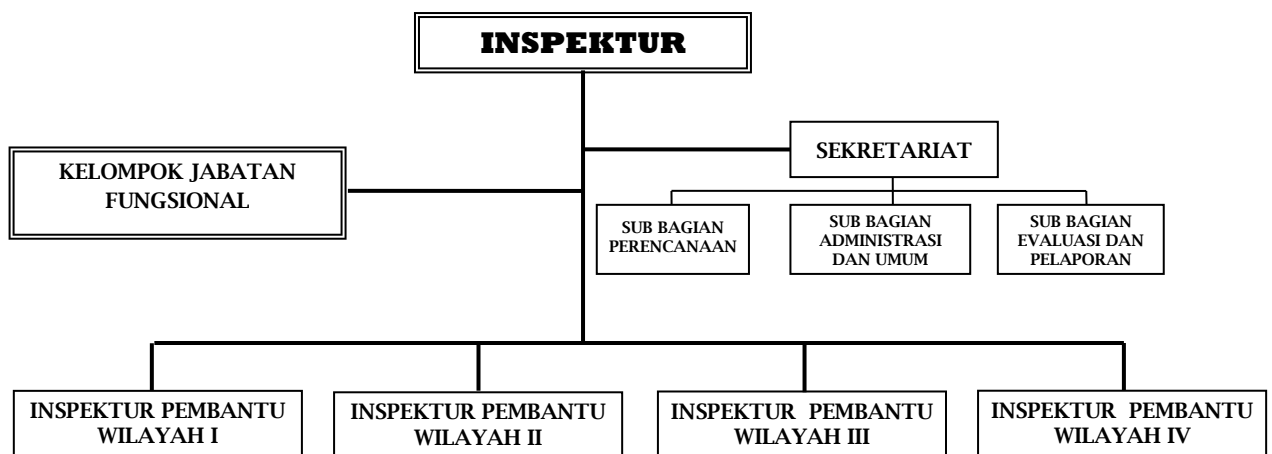 INSPEKTUR
SEKRETARIAT
KELOMPOK JABATAN
FUNGSIONAL
SUB BAGIAN
PERENCANAAN
SUB BAGIAN
ADMINISTRASI
DAN UMUM
SUB BAGIAN
EVALUASI DAN
PELAPORAN
INSPEKTUR PEMBANTU
WILAYAH I
INSPEKTUR PEMBANTU
WILAYAH II
INSPEKTUR PEMBANTU
WILAYAH III
INSPEKTUR PEMBANTU
WILAYAH IV